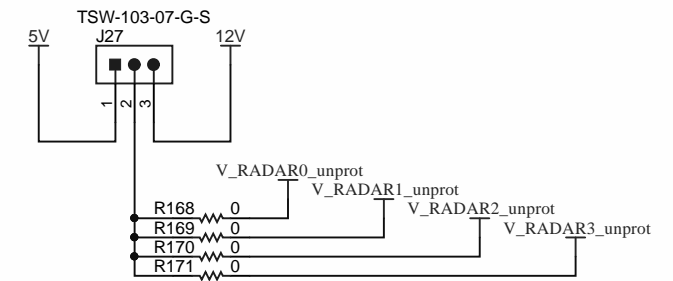 TSW-103-07-G-S
5V J27 12V
1 2 3
V_RADAR0_unprot
V_RADAR1_unprot
R168 0 V_RADAR2_unprot
R169 0 V_RADAR3_unprot
R170 0
R171 0